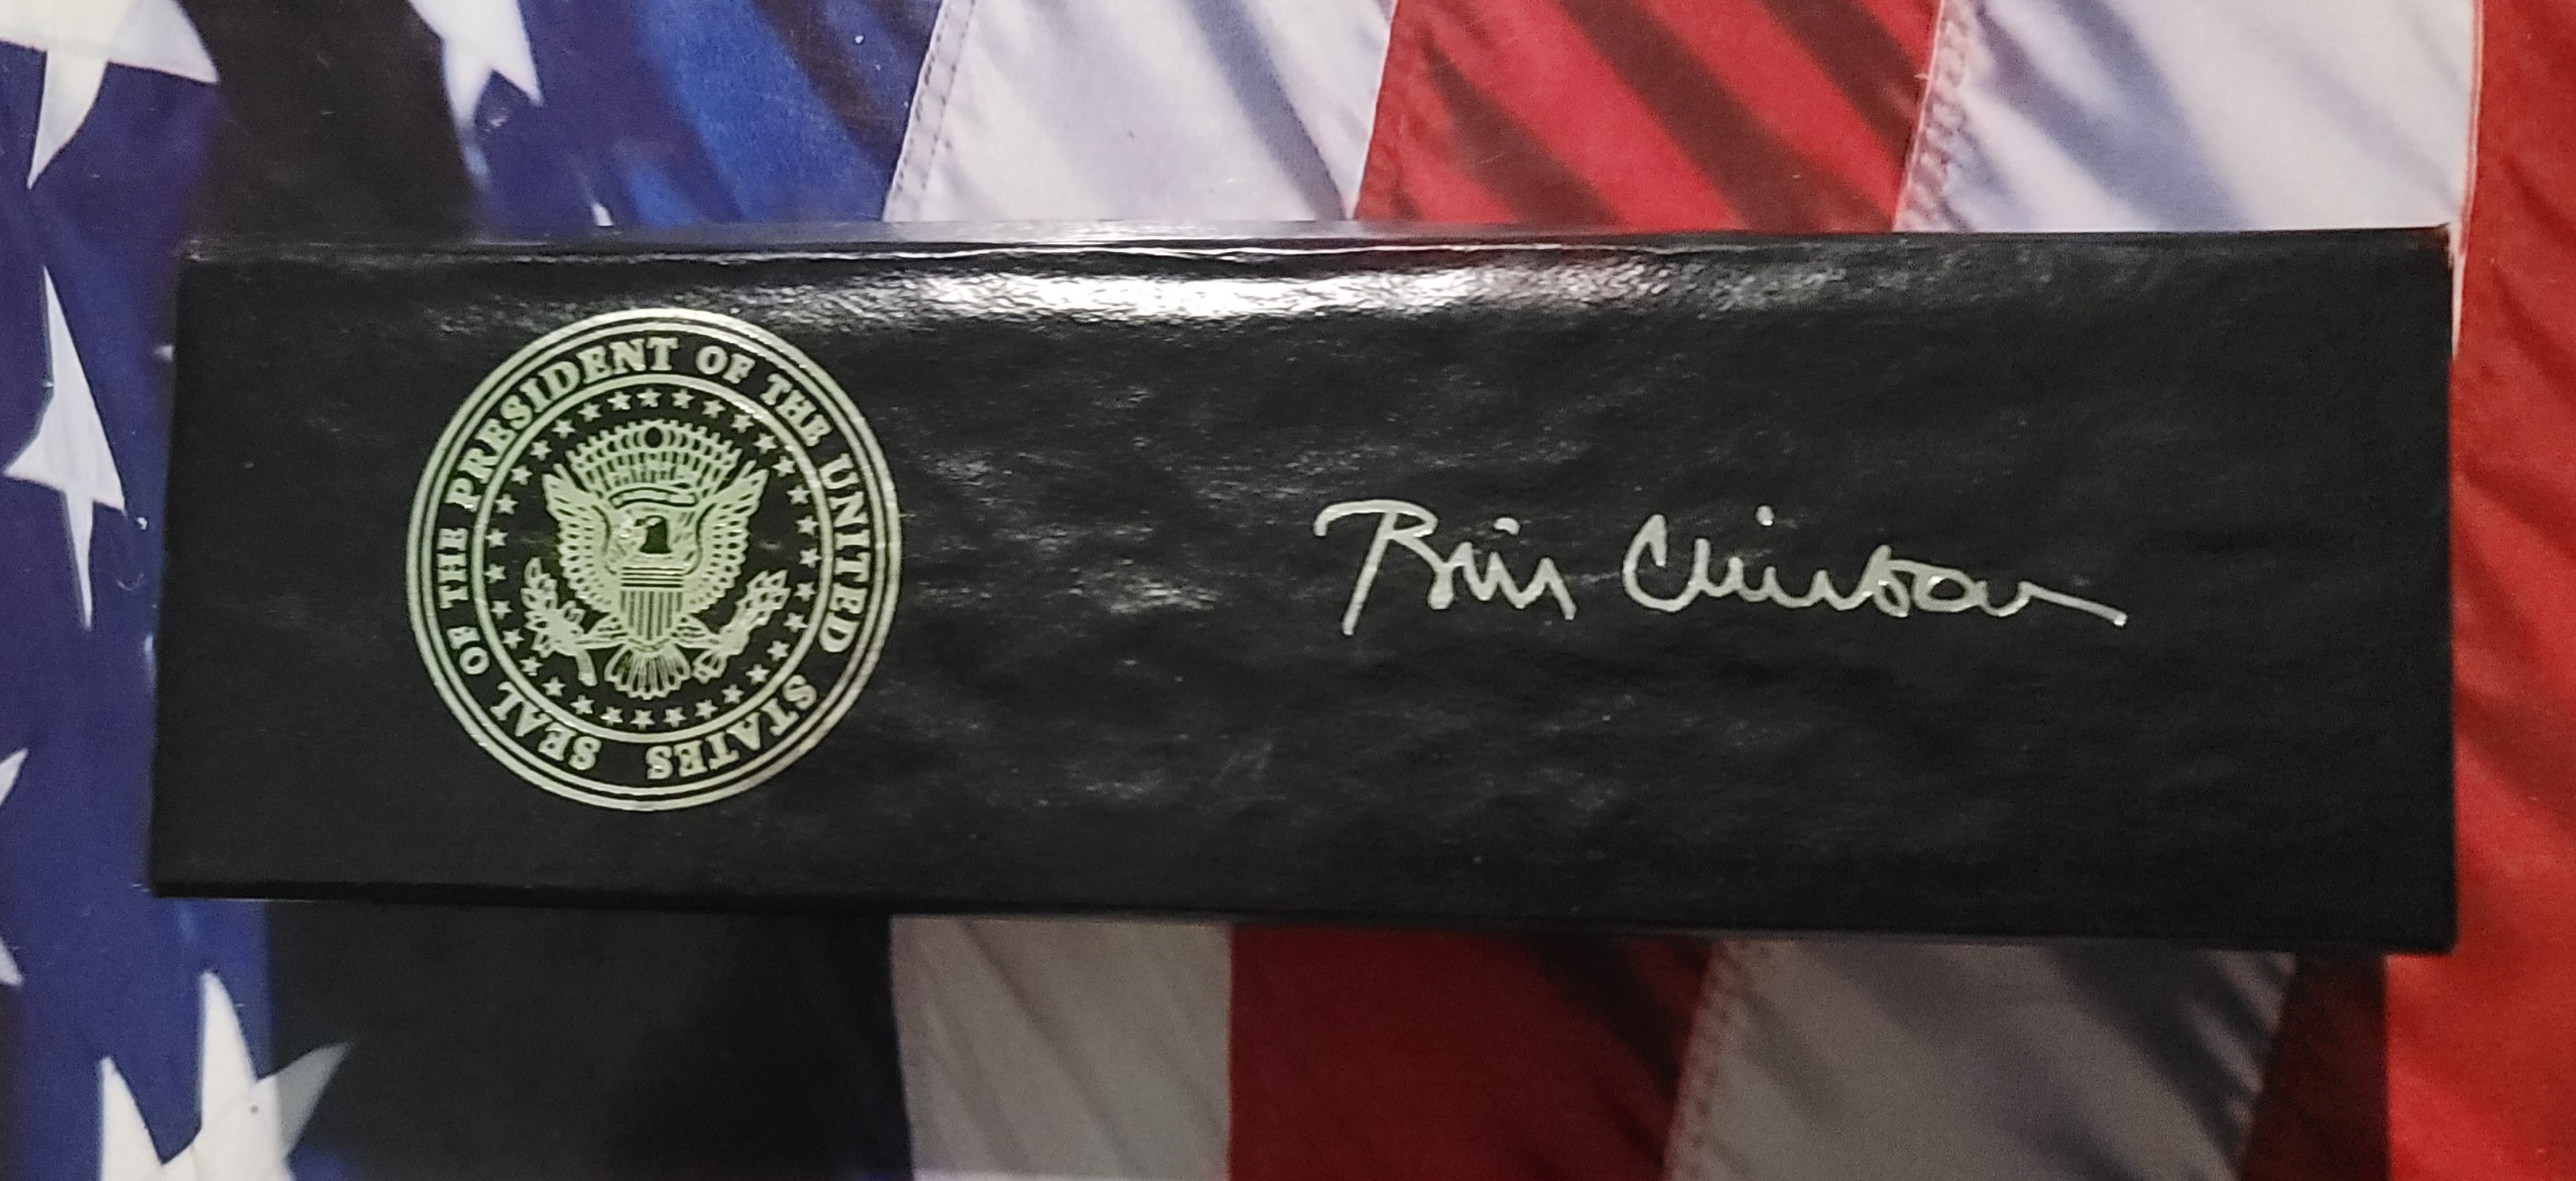 SEAL OF THE PRESIDENT OF THE UNITED STATES
Bill Clinton